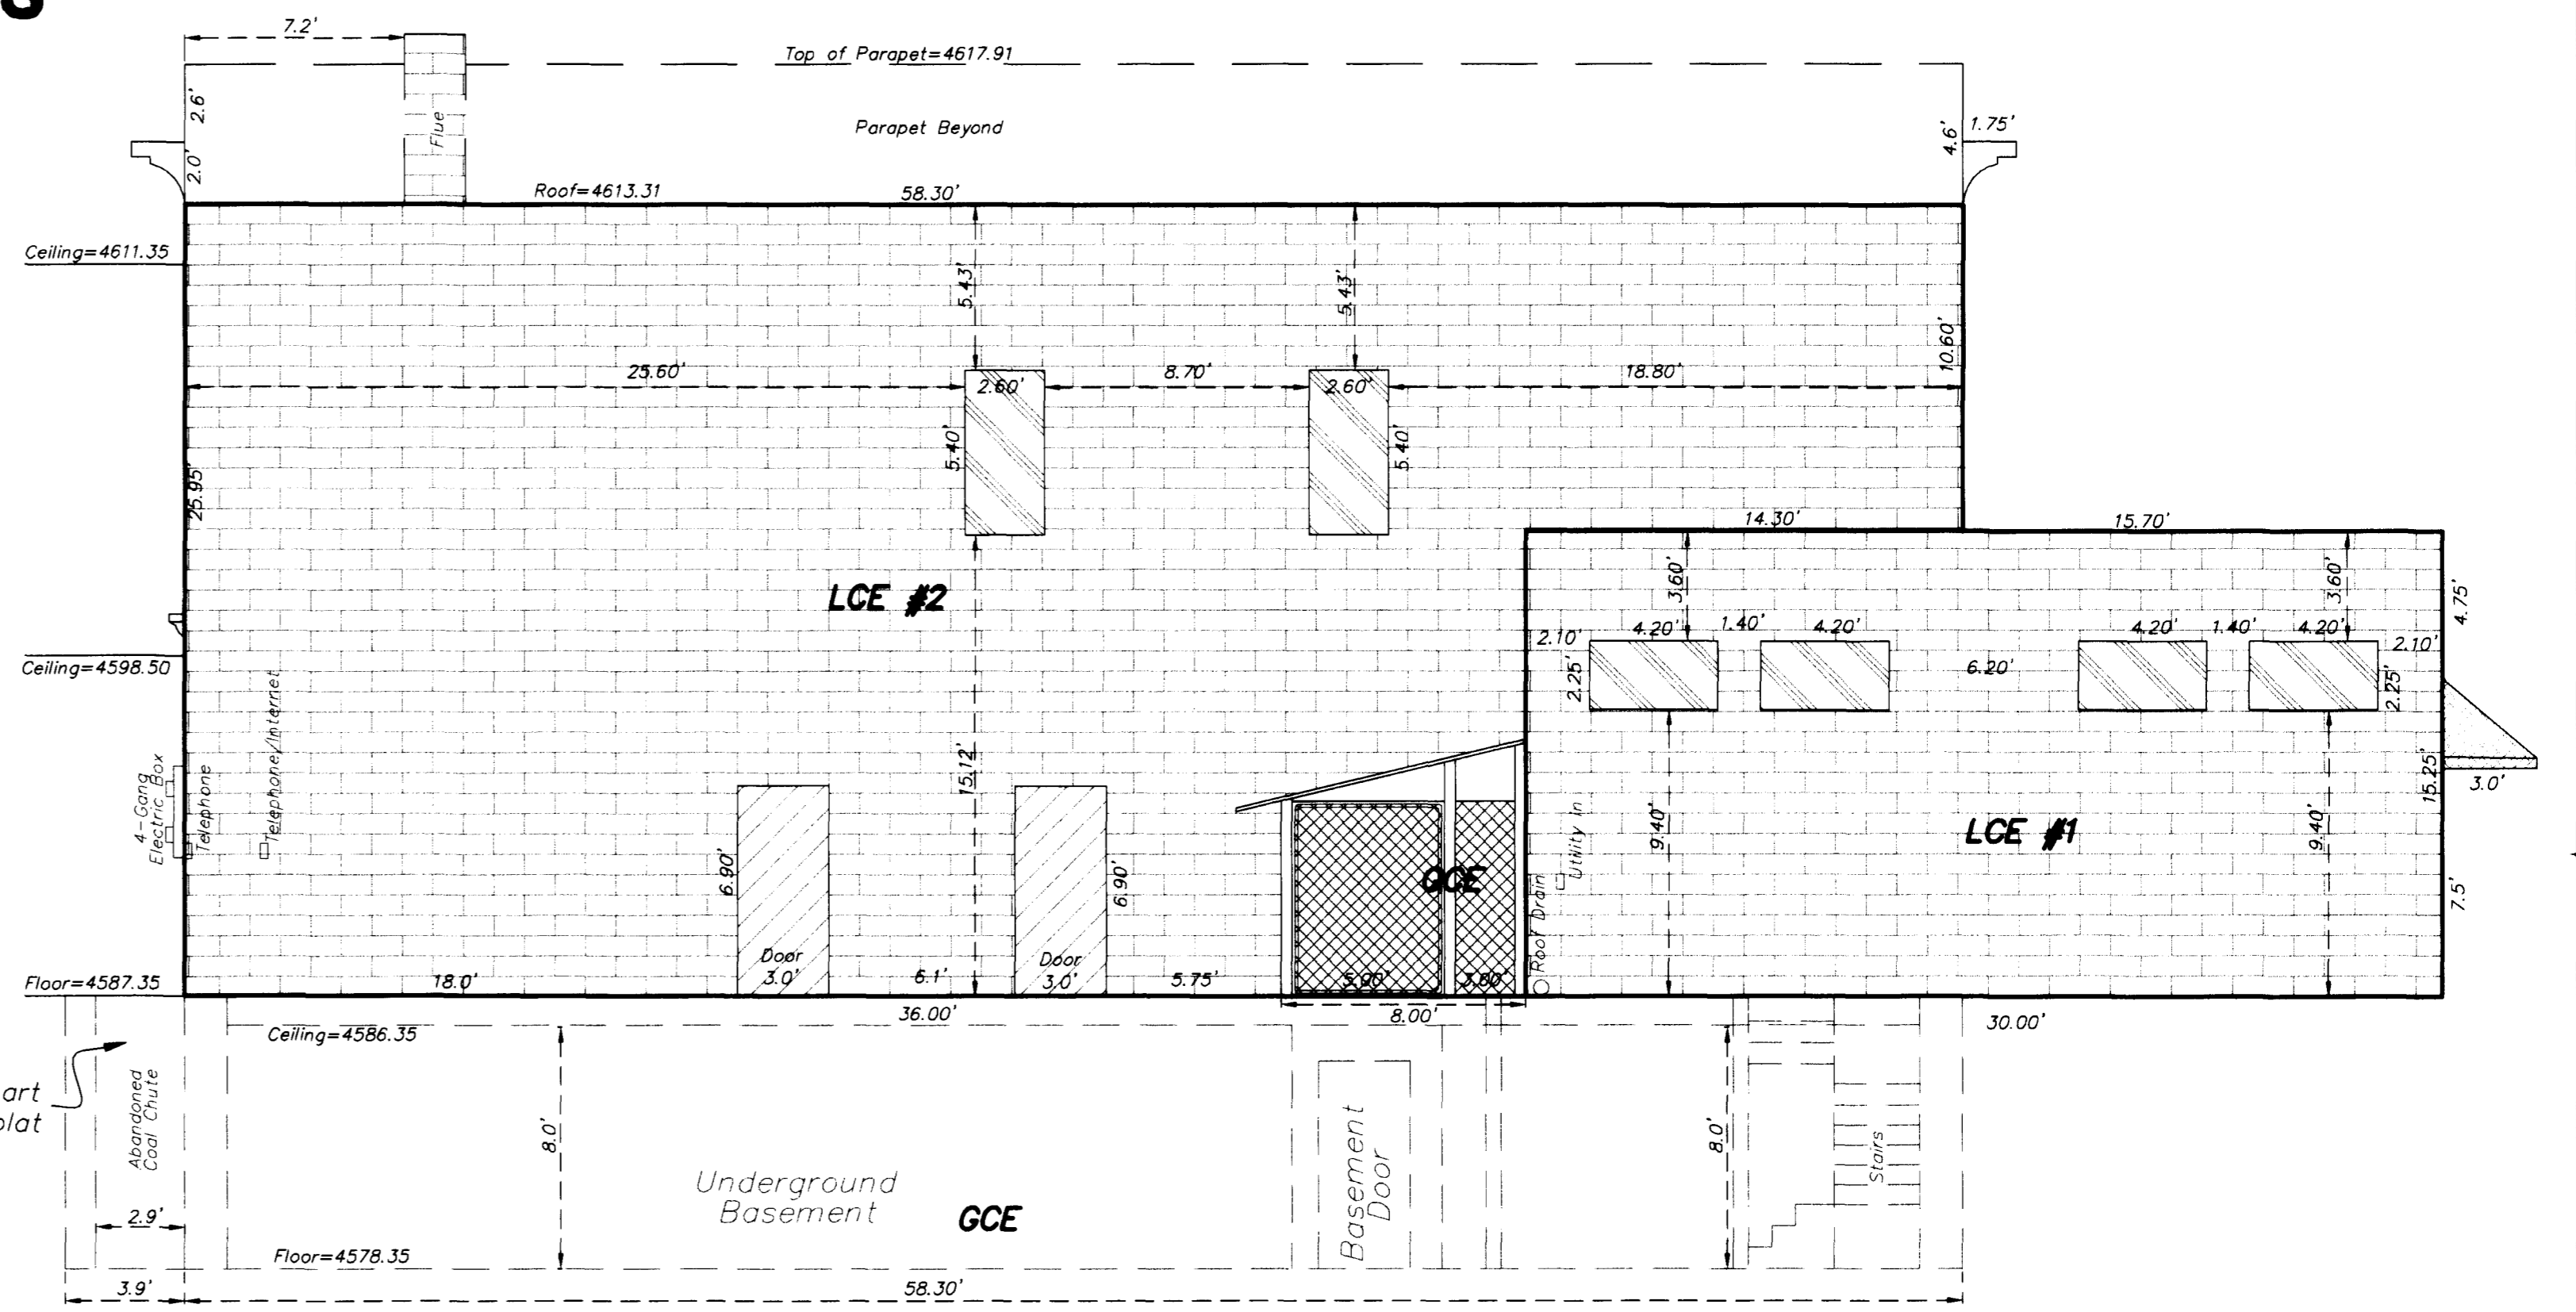 7.2'
Top of Parapet=4617.91
2.6'
Flue
Parapet Beyond
4.6'
1.75'
2.0'
Roof=4613.31
58.30'
Ceiling=4611.35
5.43'
5.43'
10.60'
25.60'
2.60'
8.70'
2.60'
18.80'
5.40'
5.40'
25.95'
14.30'
15.70'
LCE #2
3.60'
3.60'
4.75'
2.10'
4.20'
1.40'
4.20'
4.20'
1.40'
4.20'
2.10'
Ceiling=4598.50
2.25'
6.20'
2.25'
Telephone/Internet
4-Gang
Electric Box
Telephone
15.12'
15.25'
3.0'
Utility In
9.40'
LCE #1
9.40'
6.90'
6.90'
GCE
Roof Drain
7.5'
Door
3.0'
Door
3.0'
Floor=4587.35
18.0'
6.1'
5.75'
5.00'
3.00'
36.00'
8.00'
30.00'
Ceiling=4586.35
art
plat
Abandoned
Coal Chute
8.0'
Basement
Door
8.0'
Stairs
Underground
Basement
GCE
2.9'
Floor=4578.35
3.9'
58.30'